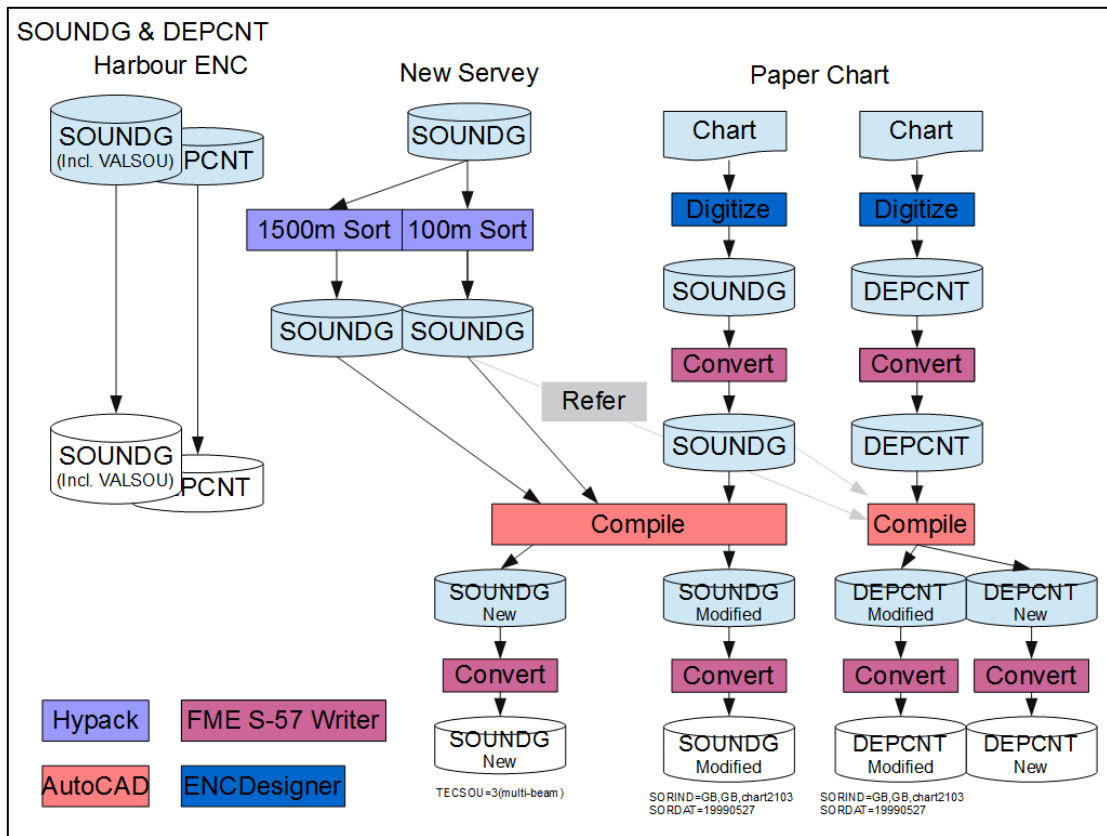 SOUNDG & DEPCNT
Harbour ENC
New Servey
Paper Chart
SOUNDG
(Incl. VALSOU)
EPCNT
SOUNDG
Chart
Chart
Digitize
Digitize
1500m Sort
100m Sort
SOUNDG
DEPCNT
SOUNDG
SOUNDG
Convert
Convert
Refer
SOUNDG
(Incl. VALSOU)
EPCNT
SOUNDG
DEPCNT
Compile
Compile
SOUNDG
New
SOUNDG
Modified
DEPCNT
Modified
DEPCNT
New
Convert
Convert
Convert
Convert
Hypack
FME S-57 Writer
SOUNDG
New
SOUNDG
Modified
DEPCNT
Modified
DEPCNT
New
AutoCAD
ENCDesigner
TECSOU=3(multi-beam)
SORIND=GB,GB,chart2103
SORDAT=19990527
SORIND=GB,GB,chart2103
SORDAT=19990527